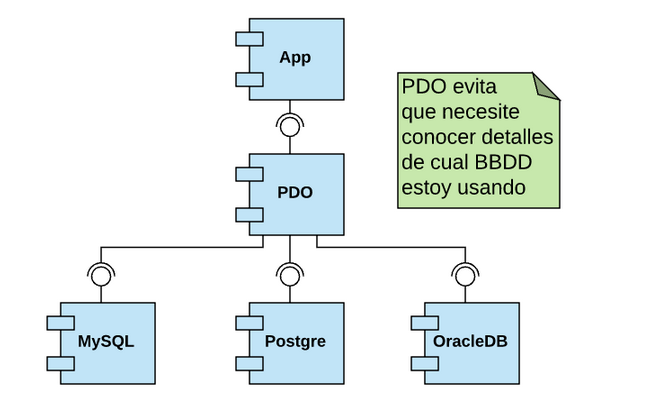 App
PDO evita
que necesite
conocer detalles
de cual BBDD
estoy usando
PDO
MySQL
Postgre
OracleDB